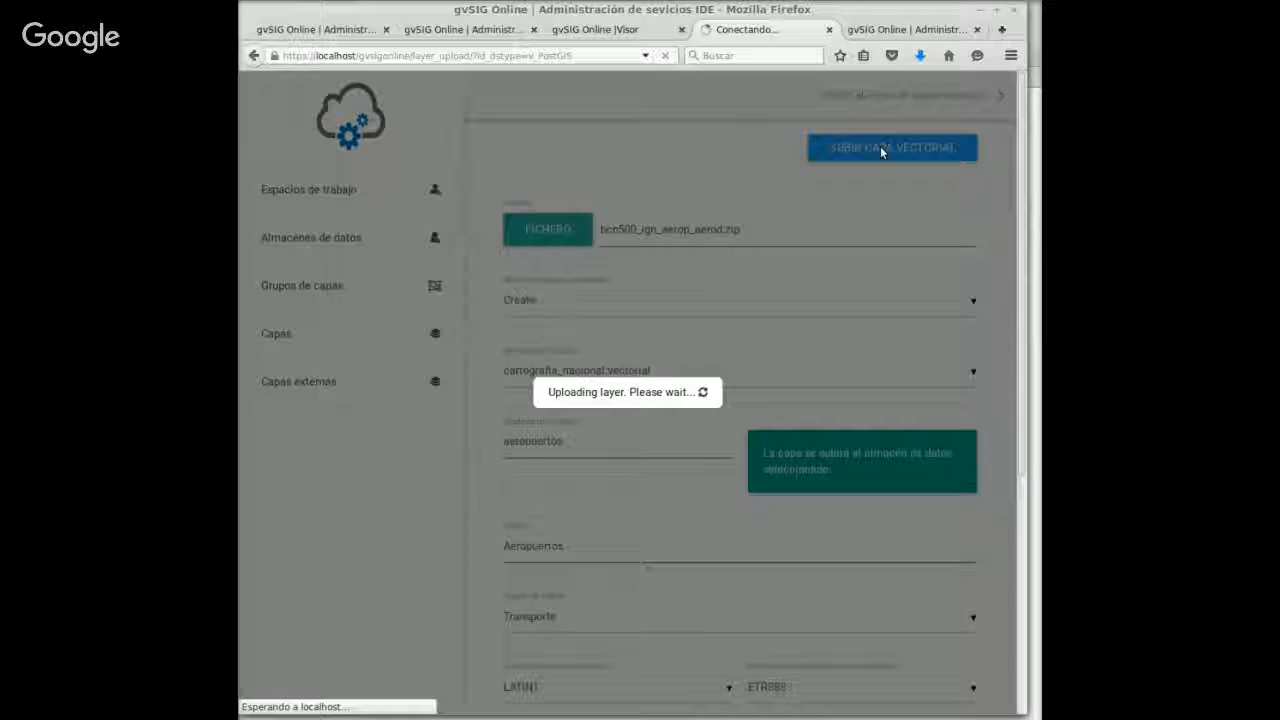 Google
gvSIG Online | Administración de sevicios IDE - Mozilla Firefox
gvSIG Online | Administr... gvSIG Online | Administr... gvSIG Online |Visor Conectando... gvSIG Online | Administr...
https://localhost/gvsigonline/layer_upload/?id_dstype=v_PostGIS Buscar
SUBIR CAPA VECTORIAL
Espacios de trabajo
FICHERO bcn500_ign_aerop_aerod.zip
Almacenes de datos
Grupos de capas
Create
Capas
cartografia_nacional:vectorial
Capas externas
Uploading layer. Please wait...
aeropuertos
La capa se subirá al almacén de datos
seleccionado.
Aeropuerros
Transporte
LATIN1
Esperando a localhost...